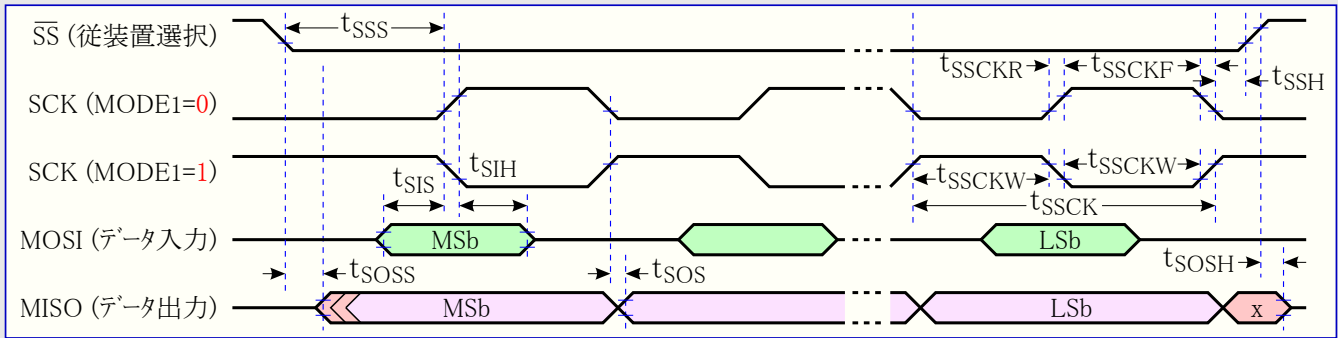 SS (従装置選択)
tSSS
tSSCKR
tSSCKF
tSSH
SCK (MODE1=0)
SCK (MODE1=1)
tSIS
tSIH
tSSCKW
tSSCKW
tSSCK
MOSI (データ入力)
MSb
LSb
tSOSS
tSOS
tSOSH
MISO (データ出力)
MSb
LSb
x